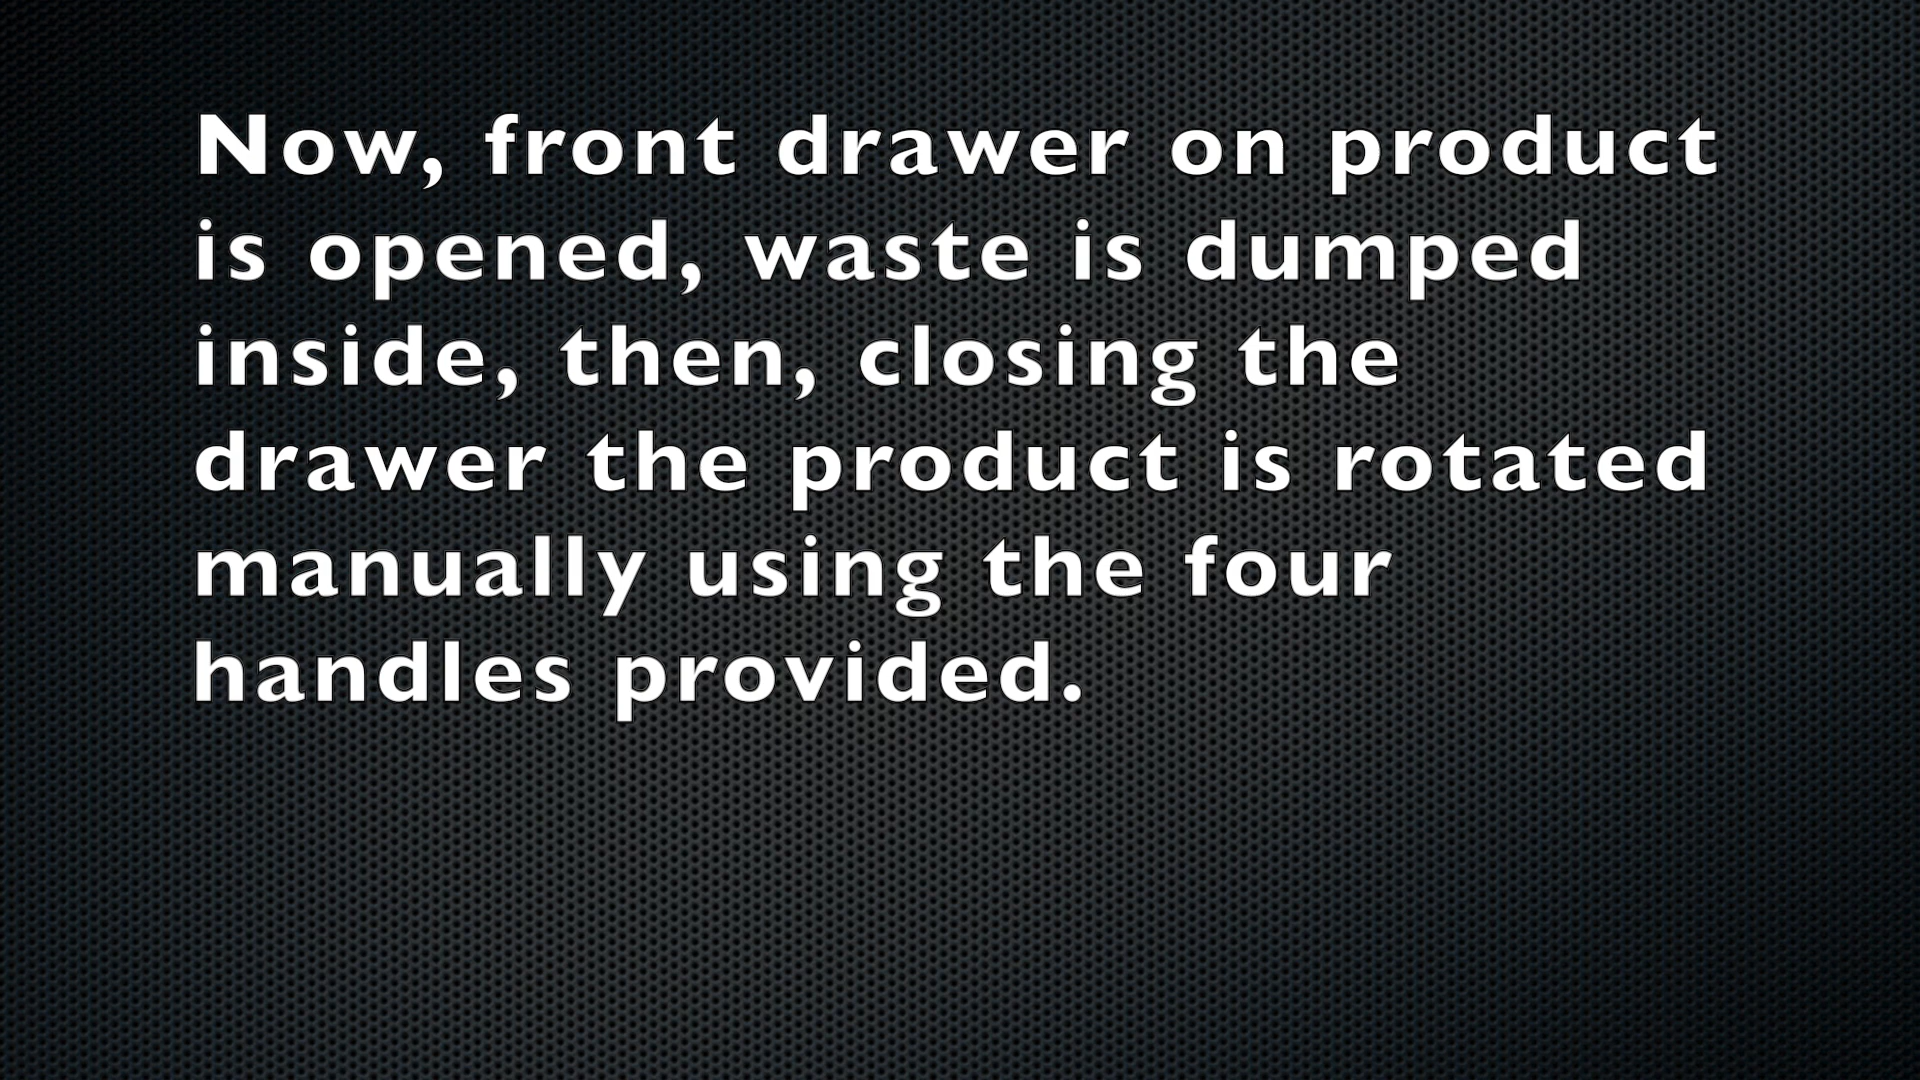 Now, front drawer on product
is opened, waste is dumped
inside, then, closing the
drawer the product is rotated
manually using the four
handles provided.